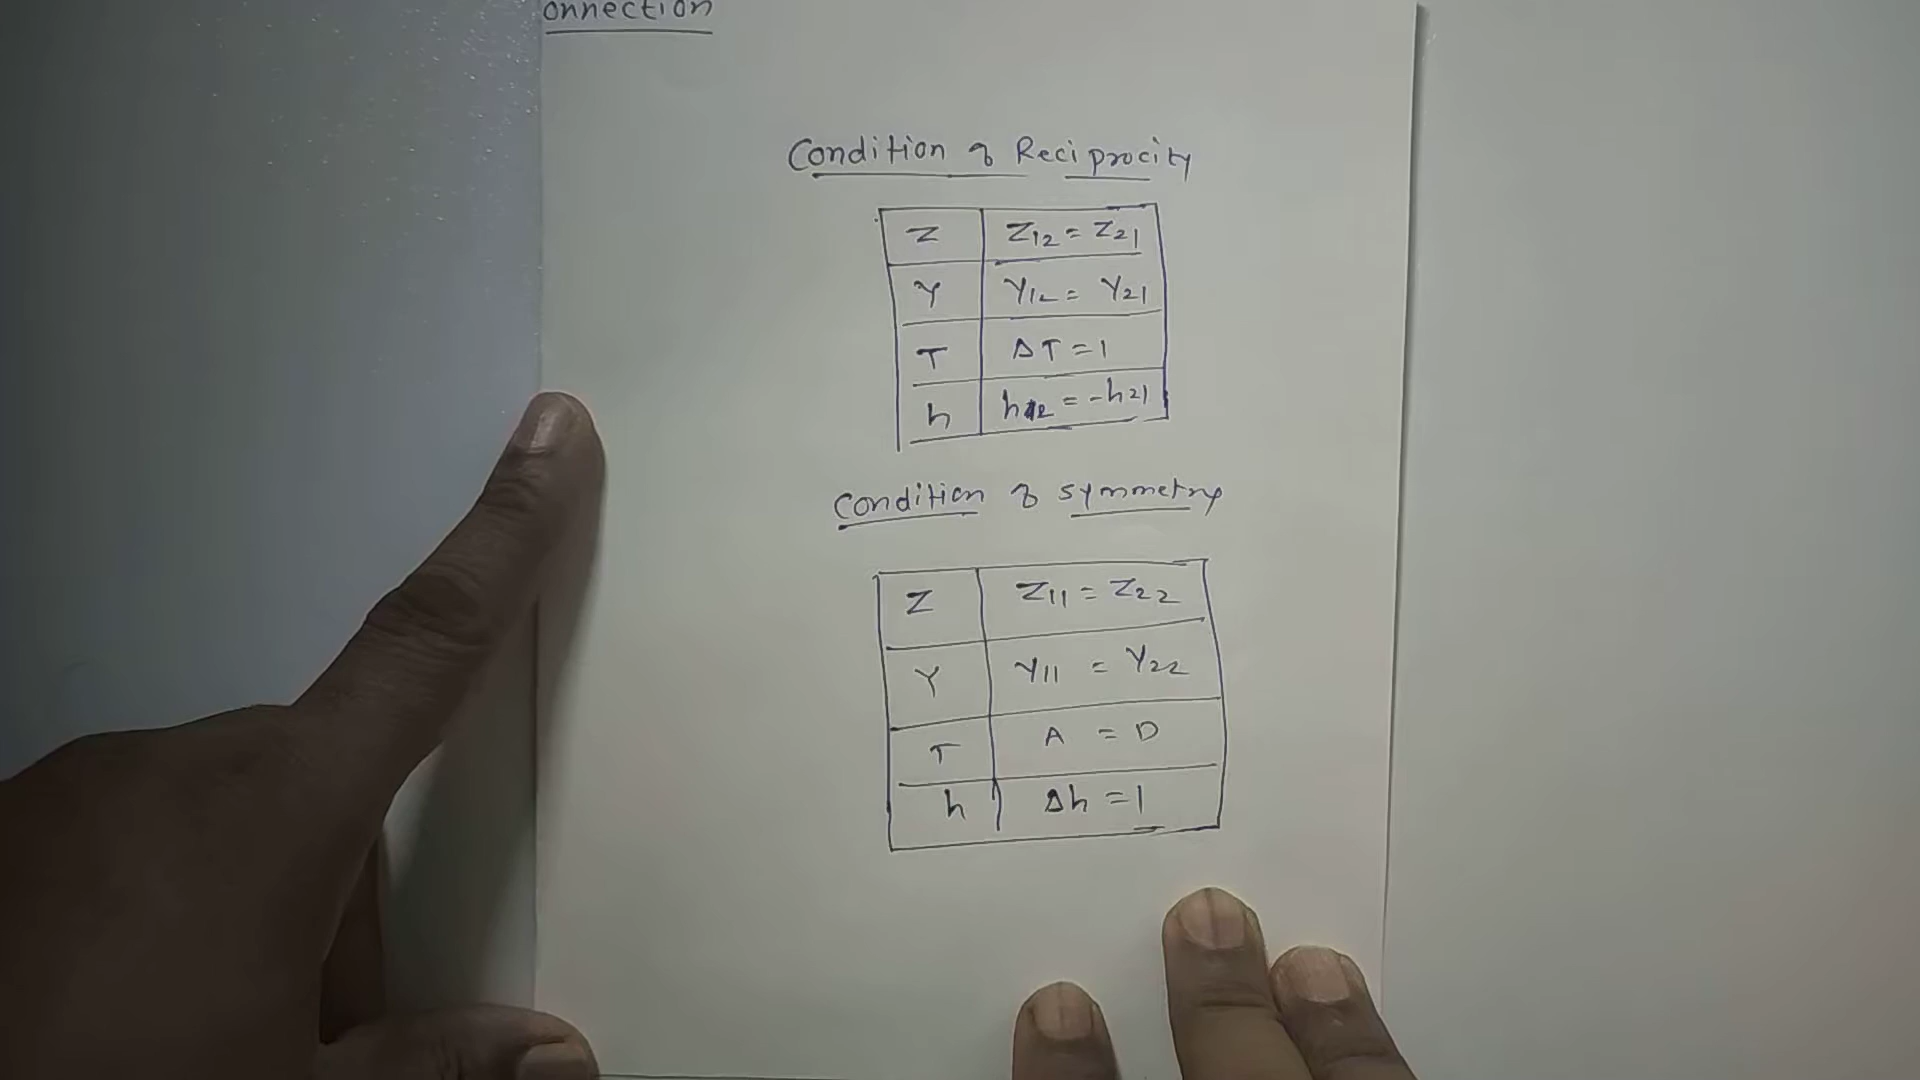 onnection
Condition of Reciprocity
Z Z12 = Z21
Y Y12 = Y21
T ΔT = 1
h h12 = -h21
Condition of symmetry
Z Z11 = Z22
Y Y11 = Y22
T A = D
h Δh = 1